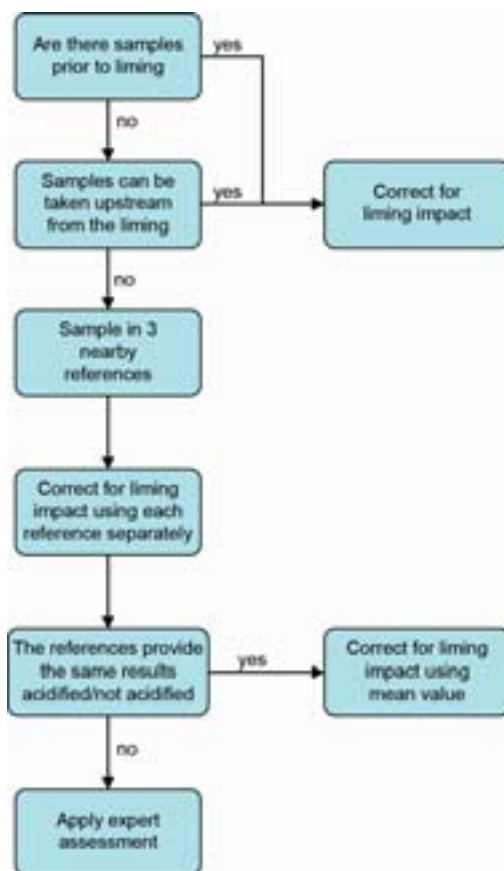 Are there samples
prior to liming
yes
no
Samples can be
taken upstream
from the liming
yes
Correct for
liming impact
no
Sample in 3
nearby
references
Correct for liming
impact using each
reference separately
The references provide
the same results
acidified/not acidified
yes
Correct for liming
impact using
mean value
no
Apply expert
assessment